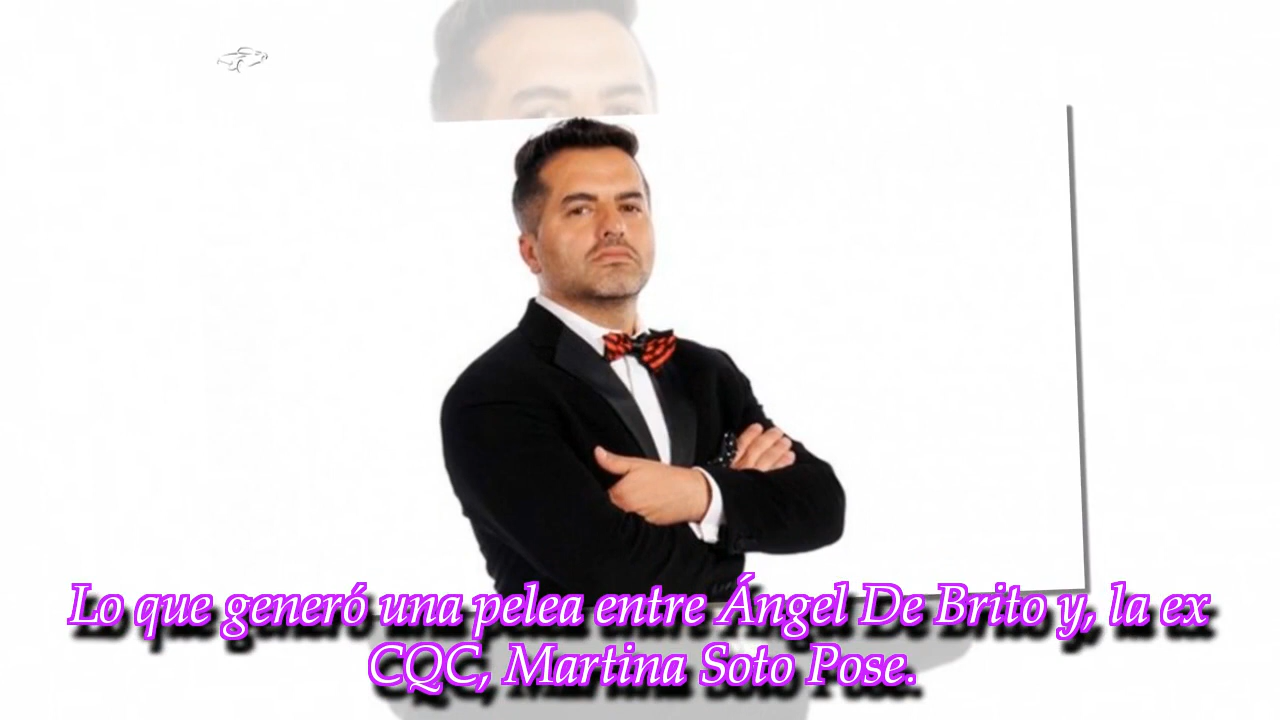 Lo que generó una pelea entre Ángel De Brito y, la ex
CQC, Martina Soto Pose.